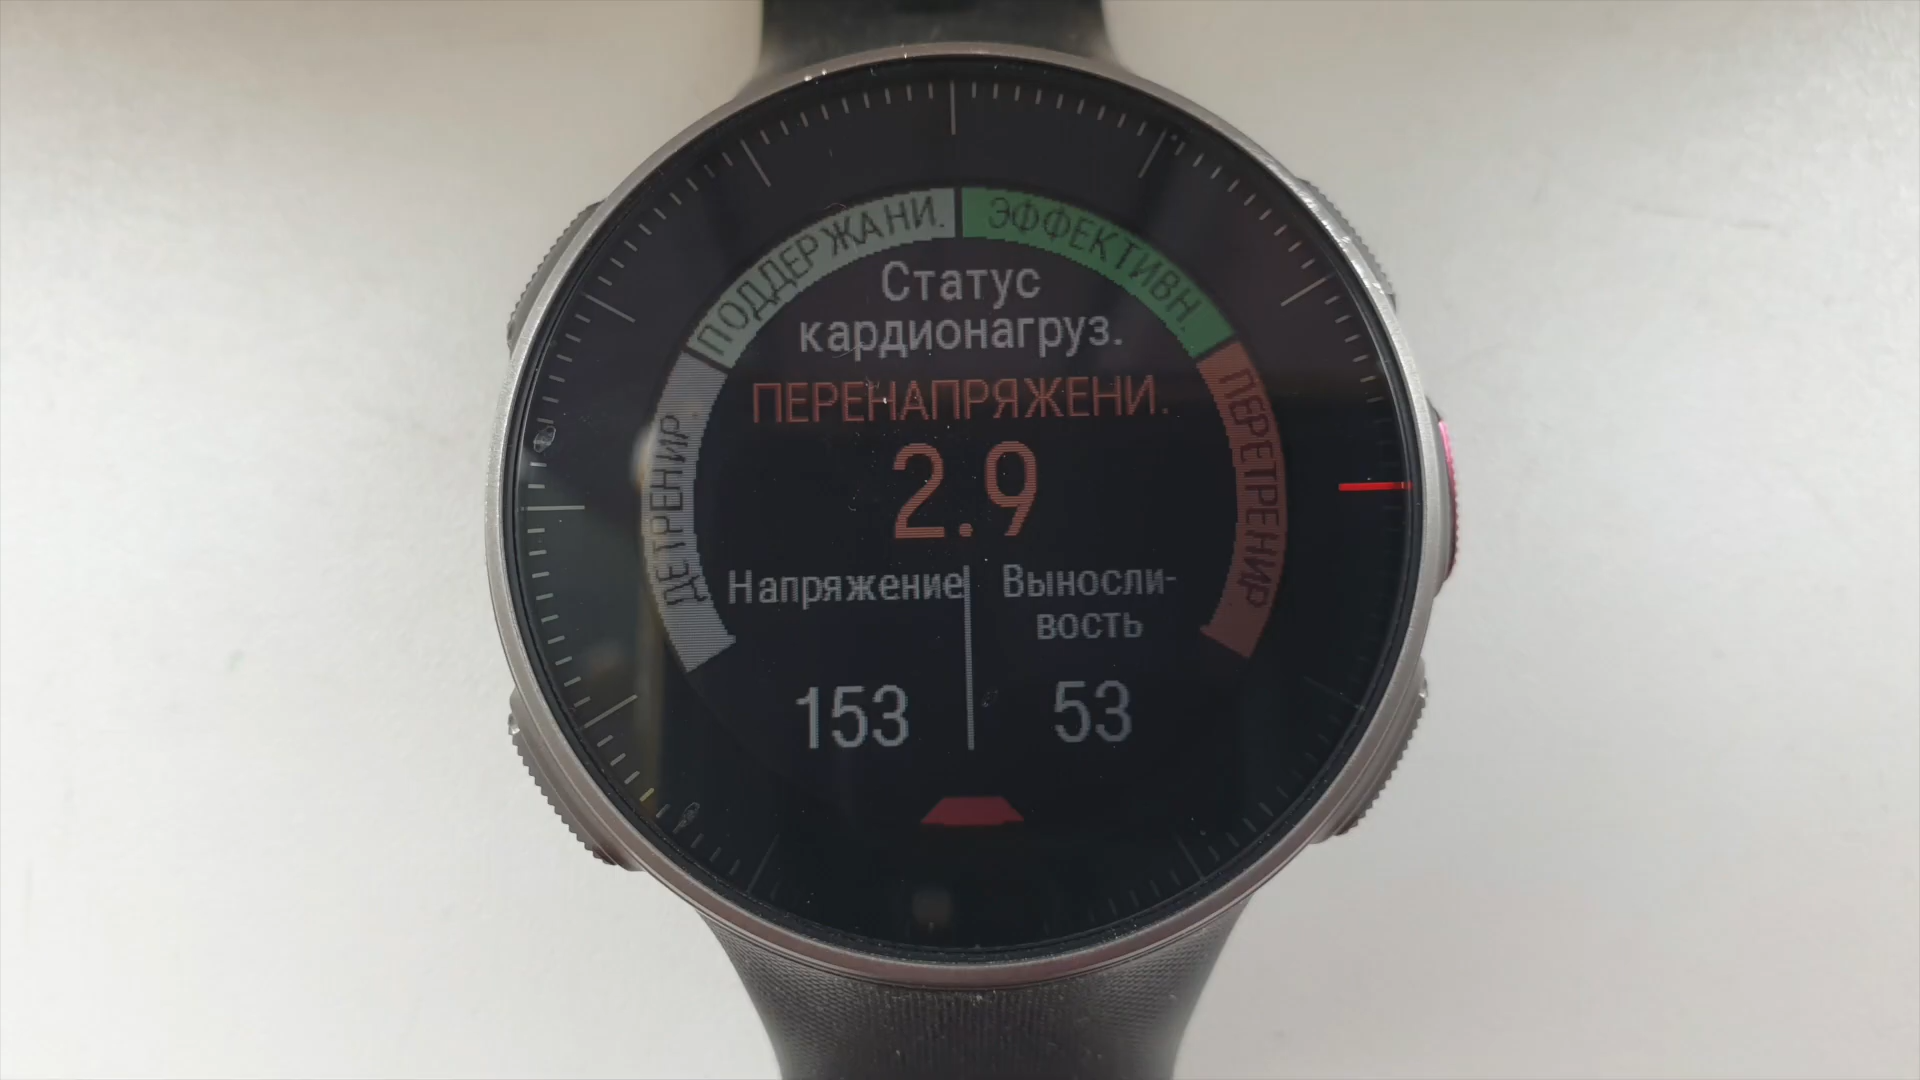 ПОДДЕРЖАНИ.
ЭФФЕКТИВН.
Статус
кардионагруз.
ПЕРЕНАПРЯЖЕНИ.
2.9
ДЕТРЕНИР
ПЕРЕТРЕНИР
Напряжение
153
Выносли-
вость
53